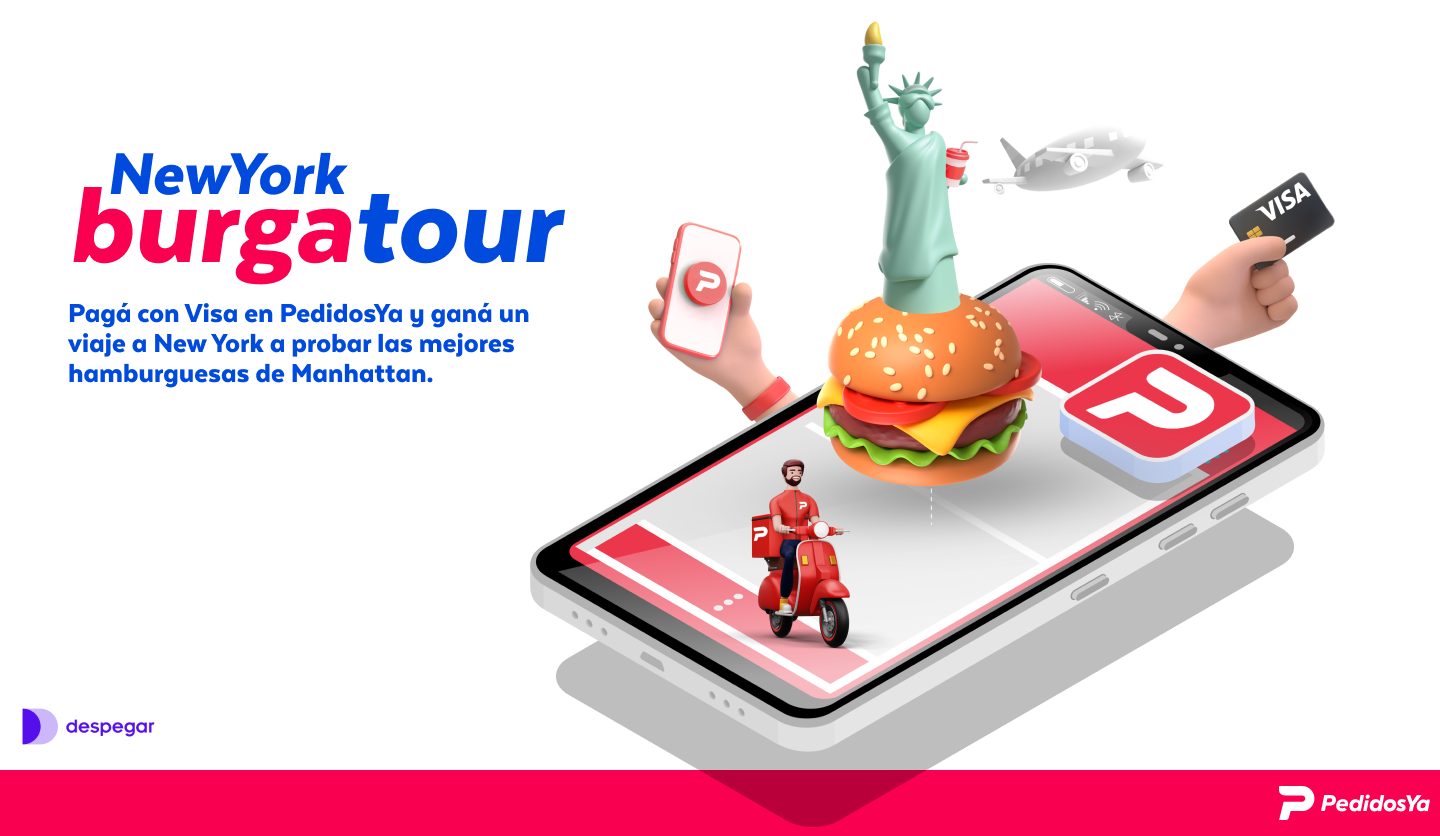 NewYork
burgatour
Pagá con Visa en PedidosYa y ganá un
viaje a New York a probar las mejores
hamburguesas de Manhattan.
VISA
despegar
PedidosYa